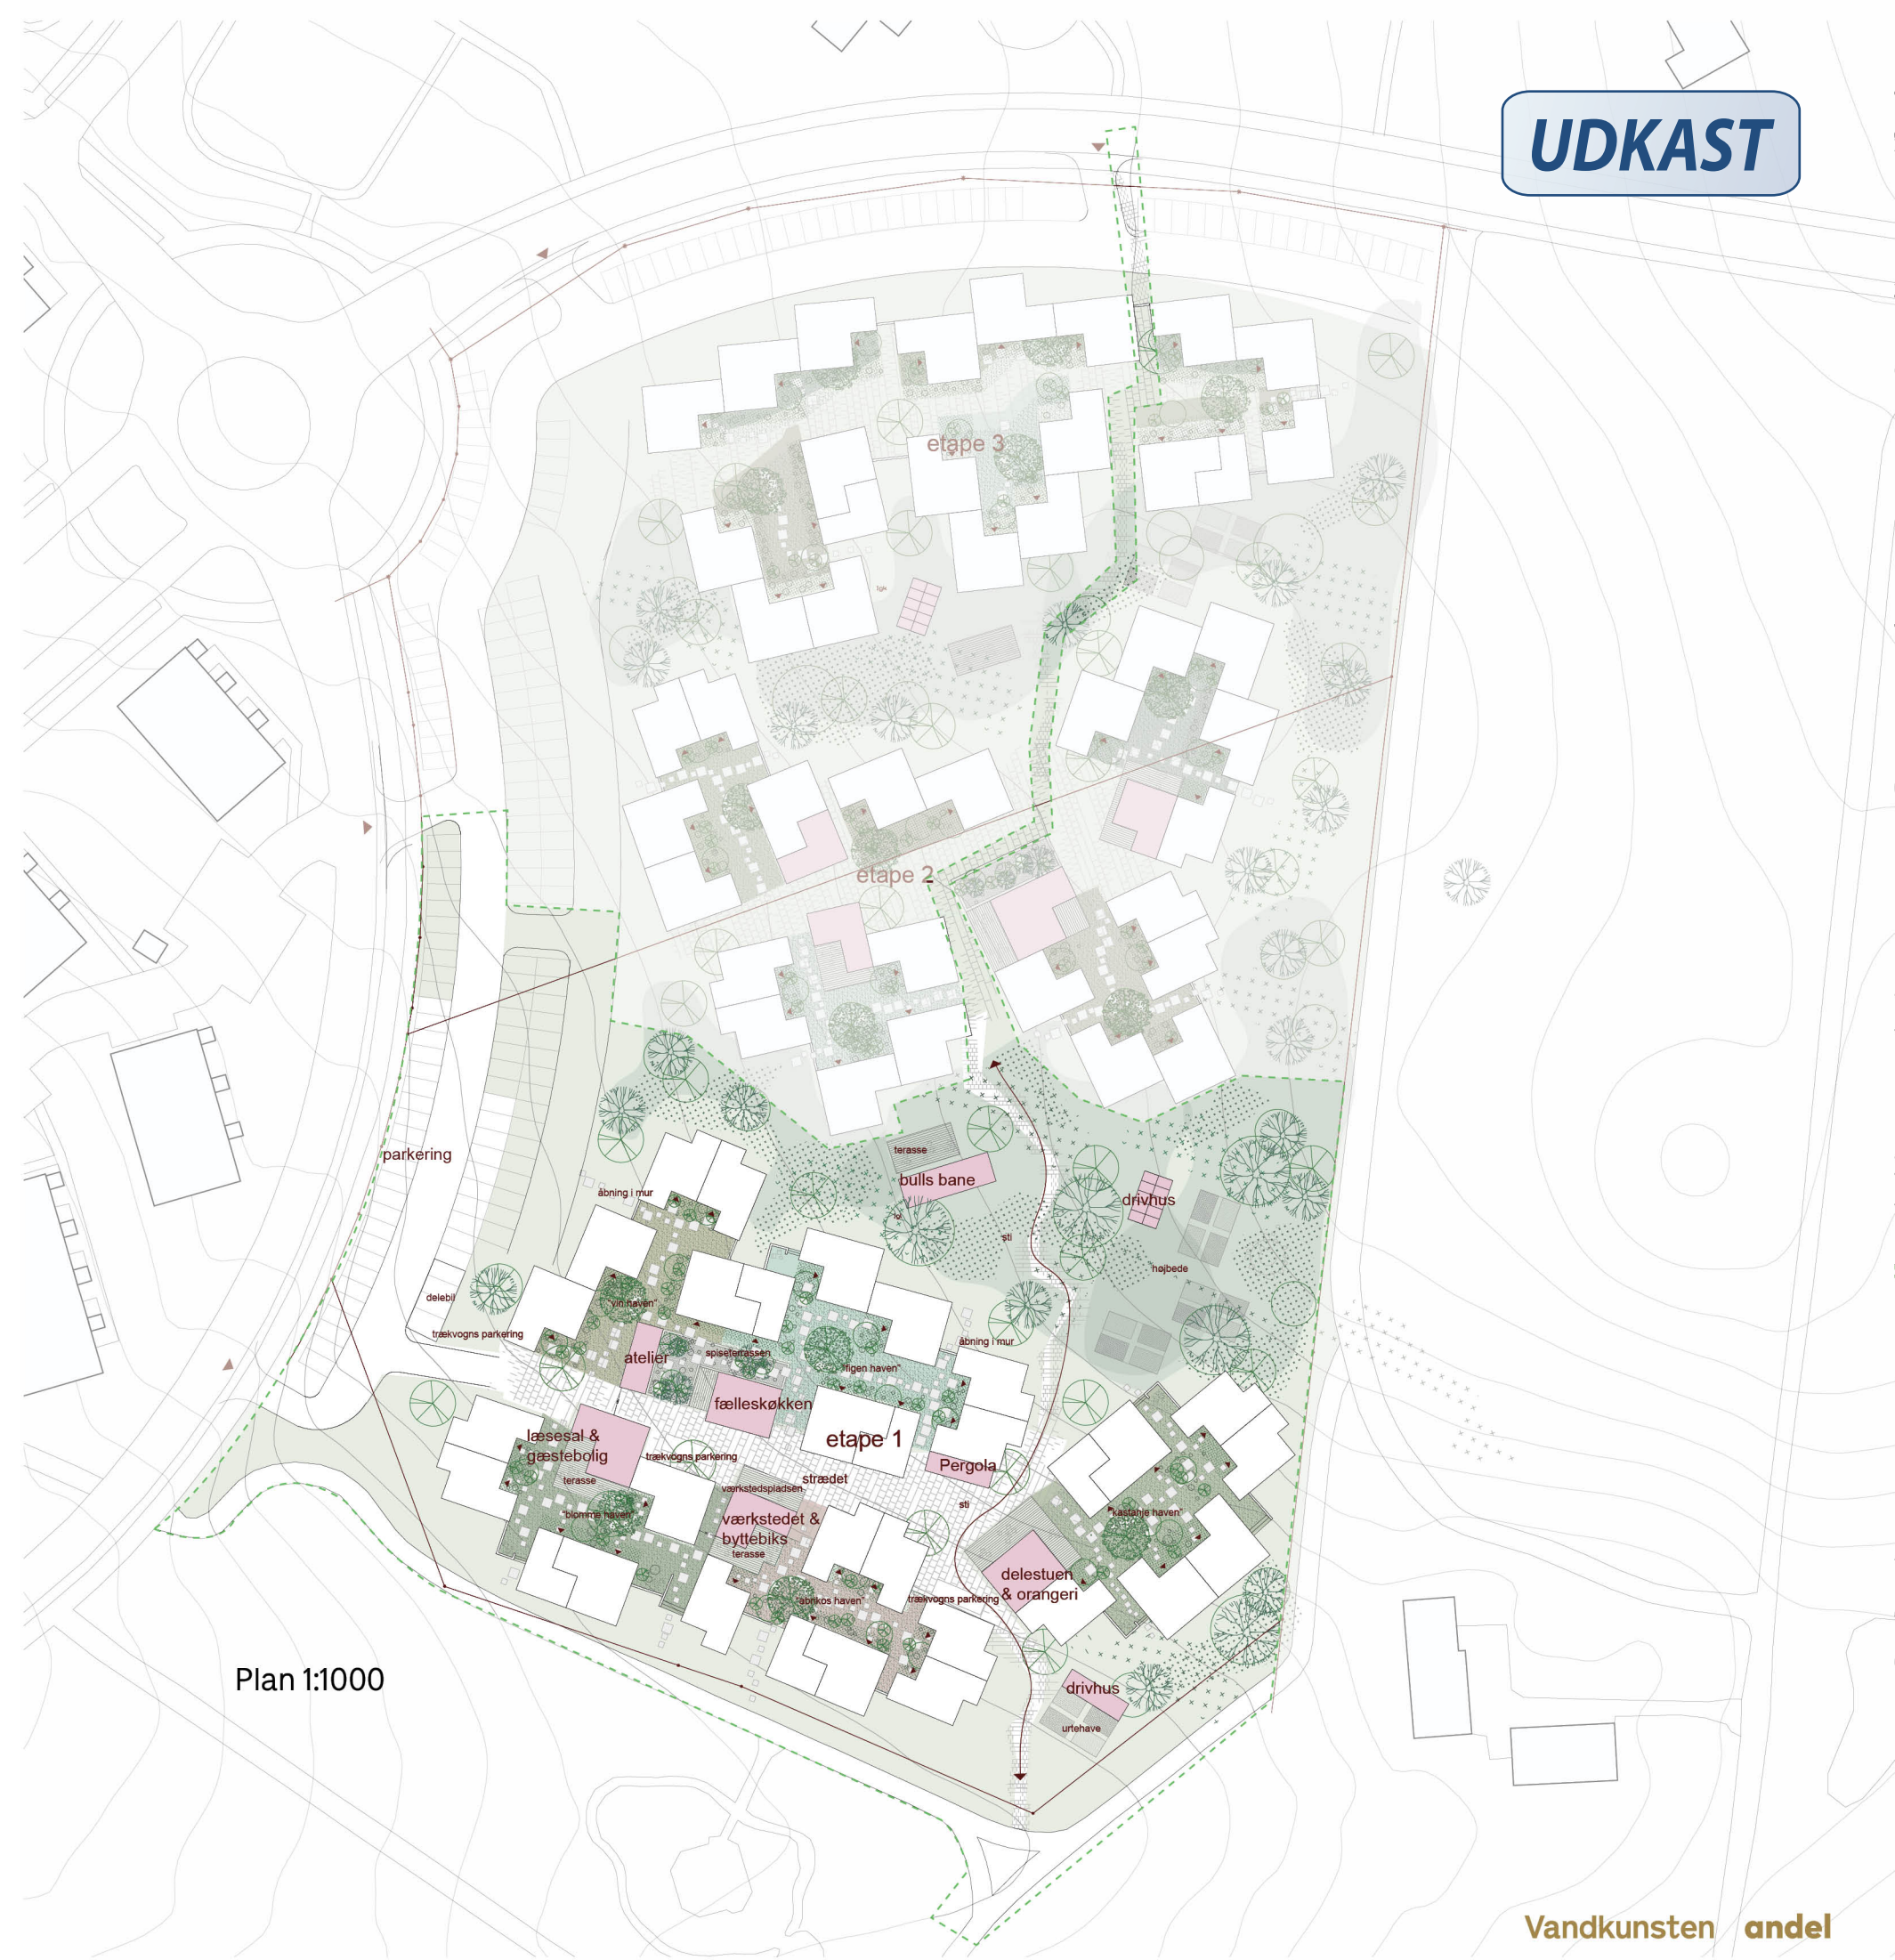 UDKAST
etape 3
lgk
etape 2
parkering
terasse
bulls bane
åbning i mur
drivhus
sti
højbede
delebil
"vin haven"
trækvogns parkering
åbning i mur
atelier
spiseterrassen
"figen haven"
fælleskøkken
læsesal &
gæstebolig
etape 1
trækvogns parkering
terasse
Pergola
strædet
værkstedspladsen
sti
"blomme haven"
værkstedet &
byttebiks
"kastanje haven"
terasse
delestuen
& orangeri
"abrikos haven"
trækvogns parkering
Plan 1:1000
drivhus
urtehave
Vandkunsten andel